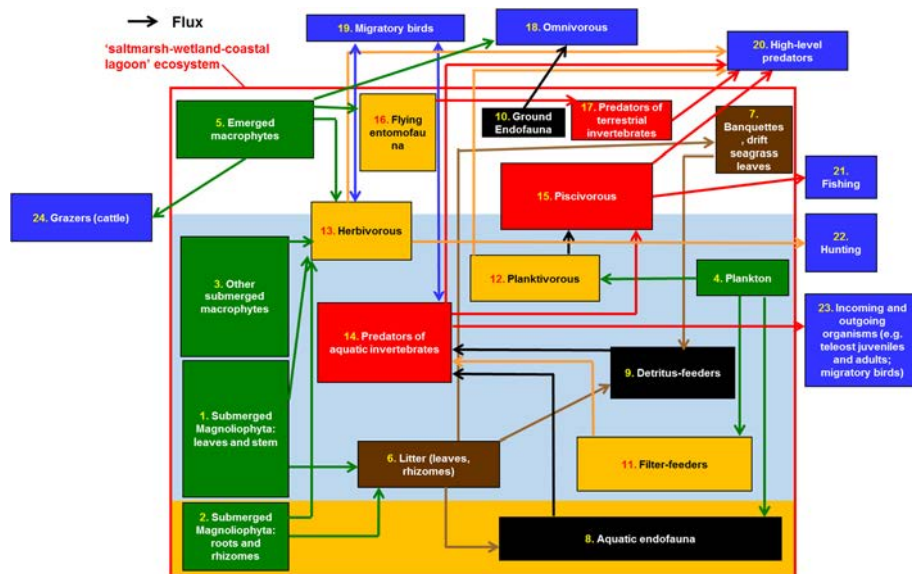 Flux
'saltmarsh-wetland-coastal
lagoon' ecosystem
19. Migratory birds
18. Omnivorous
20. High-level
predators
5. Emerged
macrophytes
16. Flying
entomofau
na
10. Ground
Endofauna
17. Predators of
terrestrial
invertebrates
7.
Banquettes
, drift
seagrass
leaves
15. Piscivorous
21.
Fishing
24. Grazers (cattle)
13. Herbivorous
22.
Hunting
3. Other
submerged
macrophytes
12. Planktivorous
4. Plankton
14. Predators of
aquatic invertebrates
23. Incoming and
outgoing
organisms (e.g.
teleost juveniles
and adults;
migratory birds)
9.
Detritus-feeders
1. Submerged
Magnoliophyta:
leaves and stem
6. Litter (leaves,
rhizomes)
11. Filter-feeders
2. Submerged
Magnoliophyta:
roots and
rhizomes
8. Aquatic endofauna